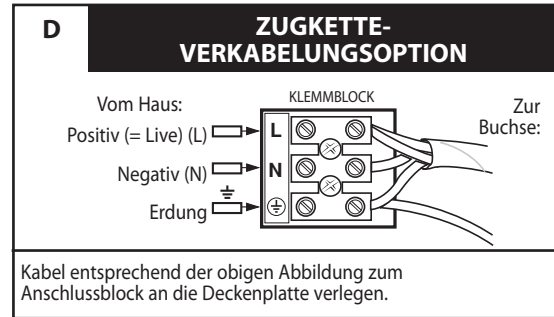 D
ZUGKETTE-
VERKABELUNGSOPTION
Vom Haus:
KLEMMBLOCK
Zur
Buchse:
Positiv (= Live) (L)
L
Negativ (N)
N
Erdung
Kabel entsprechend der obigen Abbildung zum
Anschlussblock an die Deckenplatte verlegen.